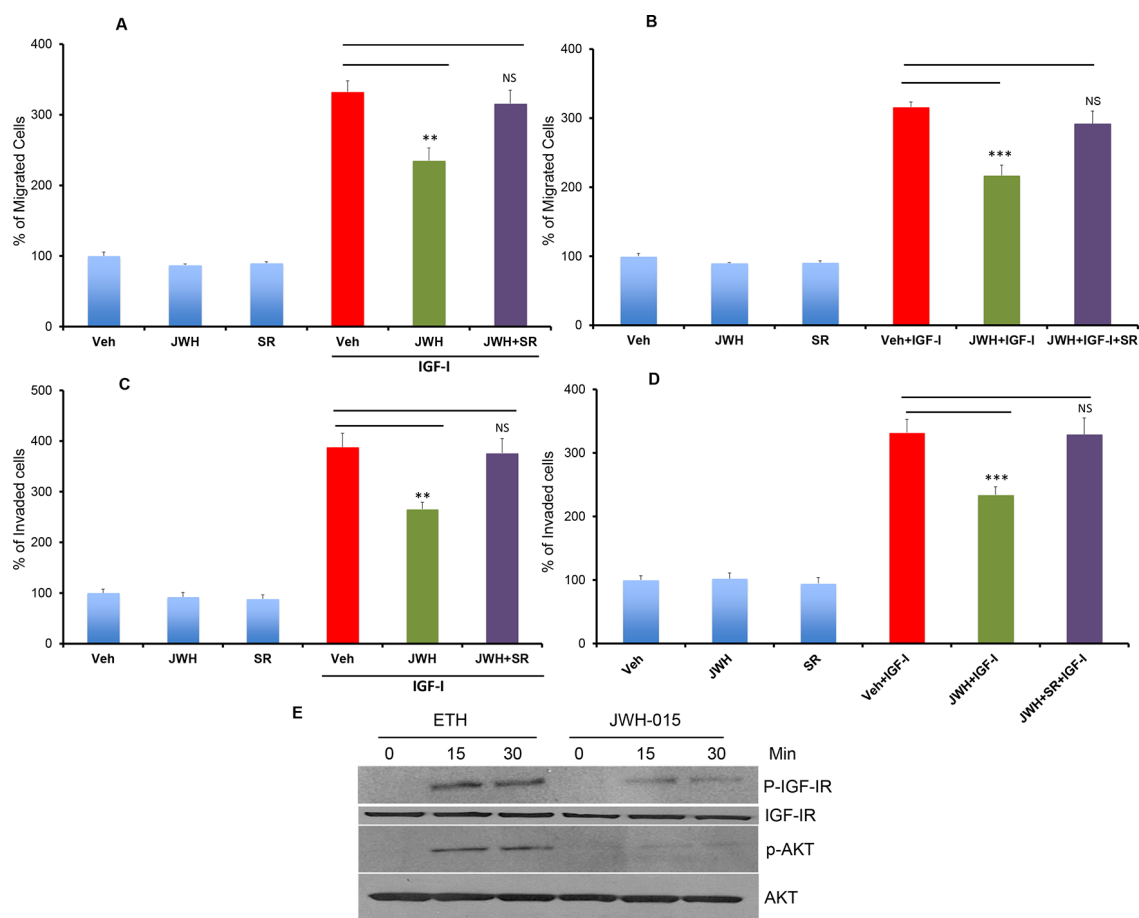 A
% of Migrated Cells
400
300
200
100
0
NS
**
Veh JWH SR Veh JWH JWH+SR
IGF-I
B
% of Migrated Cells
400
300
200
100
0
NS
***
Veh JWH SR Veh+IGF-I JWH+IGF-I JWH+IGF-I+SR
C
% of Invaded cells
500
400
300
200
100
0
NS
**
Veh JWH SR Veh JWH JWH+SR
IGF-I
D
% of Invaded cells
400
300
200
100
0
NS
***
Veh JWH SR Veh+IGF-I JWH+IGF-I JWH+SR+IGF-I
E
ETH JWH-015
0 15 30 0 15 30 Min
P-IGF-IR
IGF-IR
p-AKT
AKT